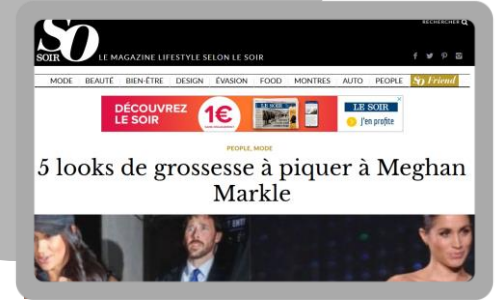 RECHERCHER
SO
SOIR
LE MAGAZINE LIFESTYLE SELON LE SOIR
MODE BEAUTÉ BIEN-ÊTRE DESIGN ÉVASION FOOD MONTRES AUTO PEOPLE So Friend
DÉCOUVREZ
LE SOIR
1€
LE SOIR
LE SOIR
J'en profite
PEOPLE, MODE
5 looks de grossesse à piquer à Meghan
Markle